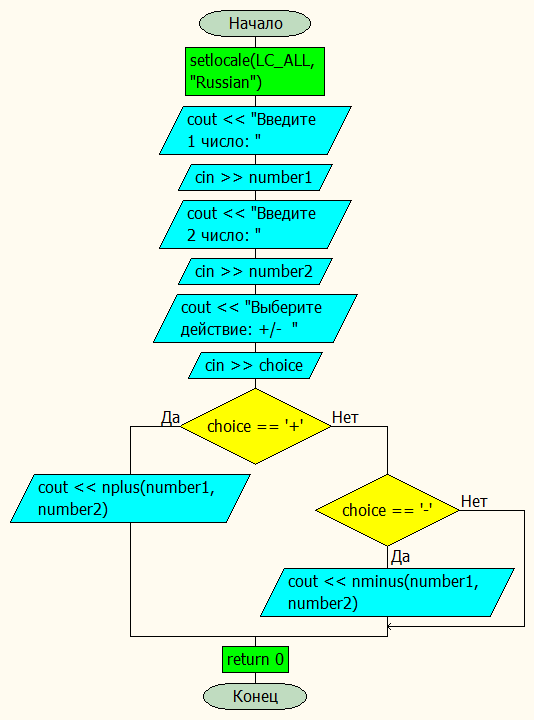 Начало
setlocale(LC_ALL,
"Russian")
cout << "Введите
1 число: "
cin >> number1
cout << "Введите
2 число: "
cin >> number2
cout << "Выберите
действие: +/-  "
cin >> choice
Да
choice == '+'
Нет
cout << nplus(number1,
number2)
choice == '-'
Нет
Да
cout << nminus(number1,
number2)
return 0
Конец